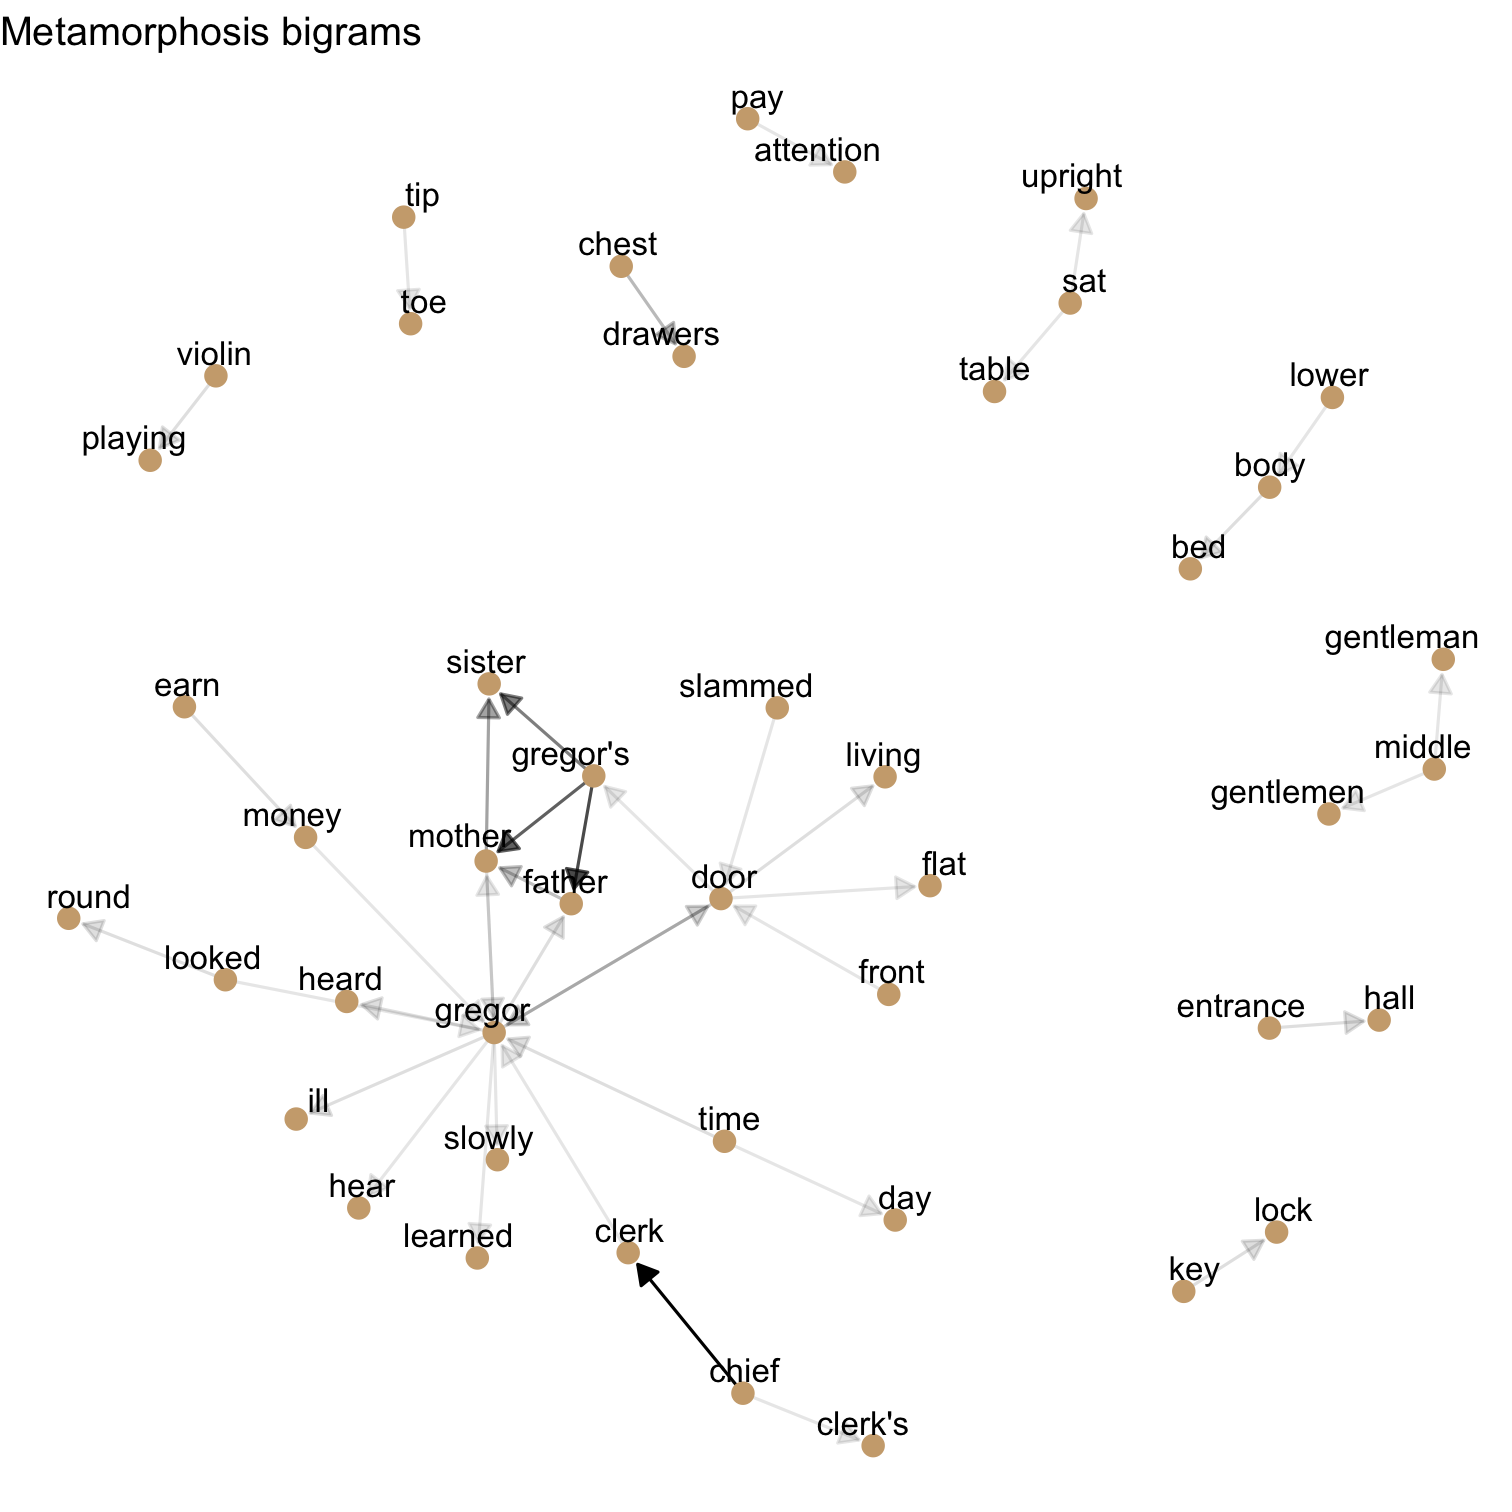 Metamorphosis bigrams
pay
attention
upright
tip
chest
sat
toe
drawers
violin
table
lower
playing
body
bed
gentleman
sister
earn
slammed
gregor's
living
middle
gentlemen
money
mother
father
door
flat
round
looked
heard
front
gregor
entrance
hall
ill
time
slowly
hear
day
learned
clerk
lock
key
chief
clerk's